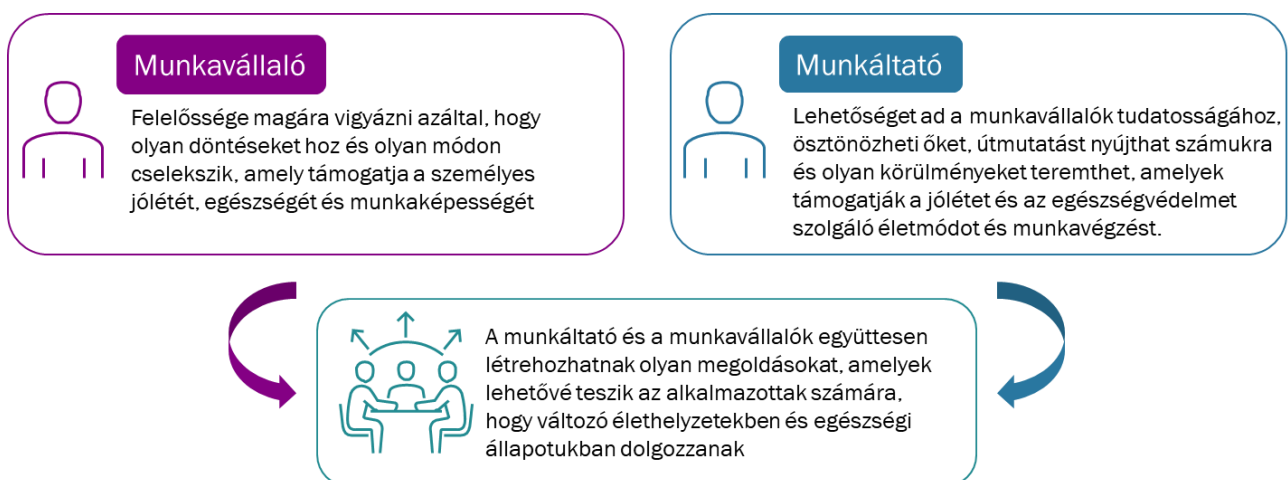 Munkavállaló
Felelőssége magára vigyázni azáltal, hogy
olyan döntéseket hoz és olyan módon
cselekszik, amely támogatja a személyes
jólétét, egészségét és munkaképességét
Munkáltató
Lehetőséget ad a munkavállalók tudatosságához,
ösztönözheti őket, útmutatást nyújthat számukra
és olyan körülményeket teremthet, amelyek
támogatják a jólétet és az egészségvédelmet
szolgáló életmódot és munkavégzést.
A munkáltató és a munkavállalók együttesen
létrehozhatnak olyan megoldásokat, amelyek
lehetővé teszik az alkalmazottak számára,
hogy változó élethelyzetekben és egészségi
állapotukban dolgozzanak